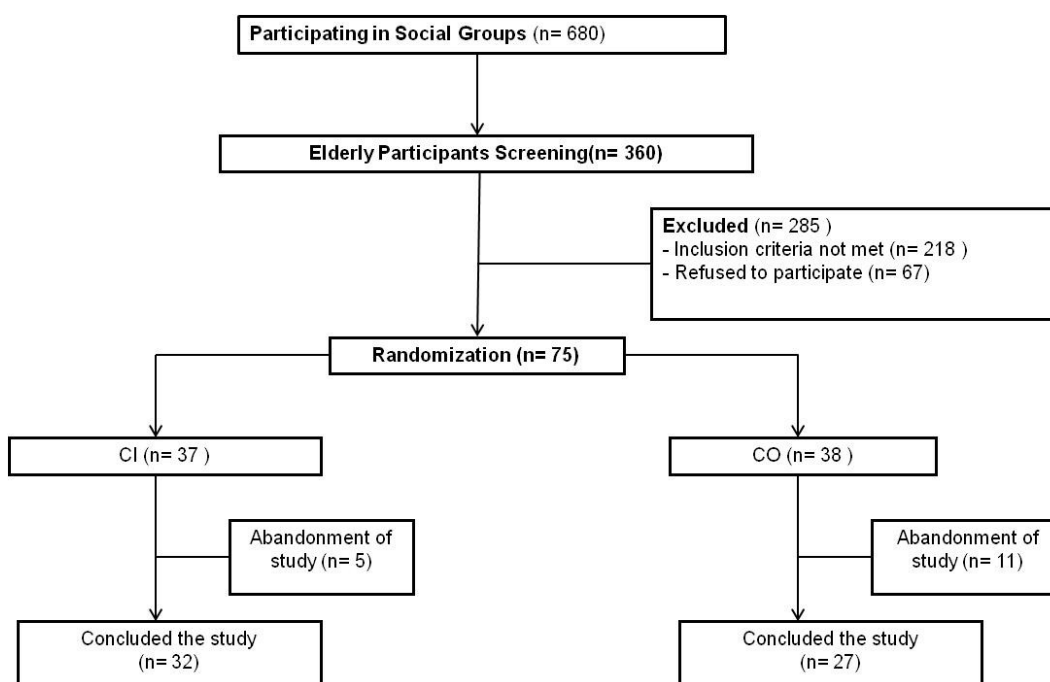 Participating in Social Groups (n= 680)
Elderly Participants Screening(n= 360)
Excluded (n= 285 )
- Inclusion criteria not met (n= 218 )
- Refused to participate (n= 67)
Randomization (n= 75)
CI (n= 37 )
CO (n= 38 )
Abandonment of
study (n= 5)
Abandonment of
study (n= 11)
Concluded the study
(n= 32)
Concluded the study
(n= 27)